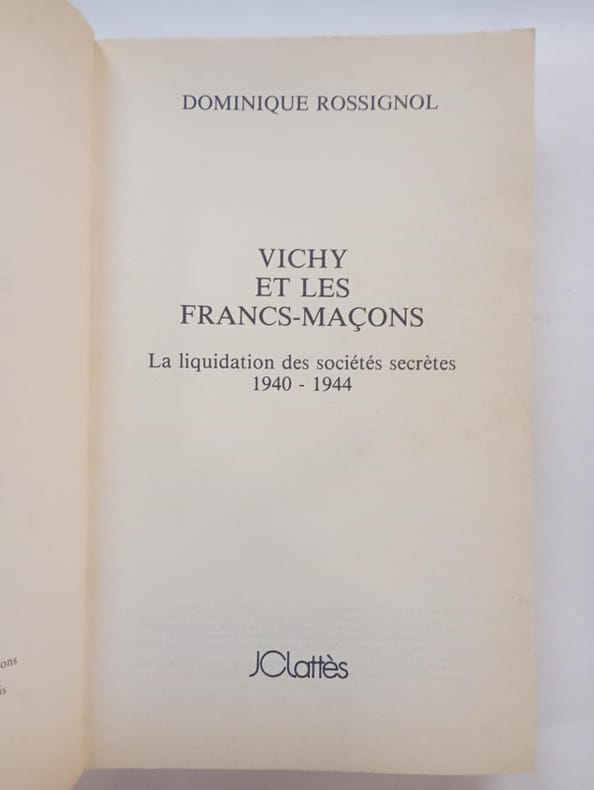 DOMINIQUE ROSSIGNOL
VICHY
ET LES
FRANCS-MAÇONS
La liquidation des sociétés secrètes
1940 - 1944
JCLattès